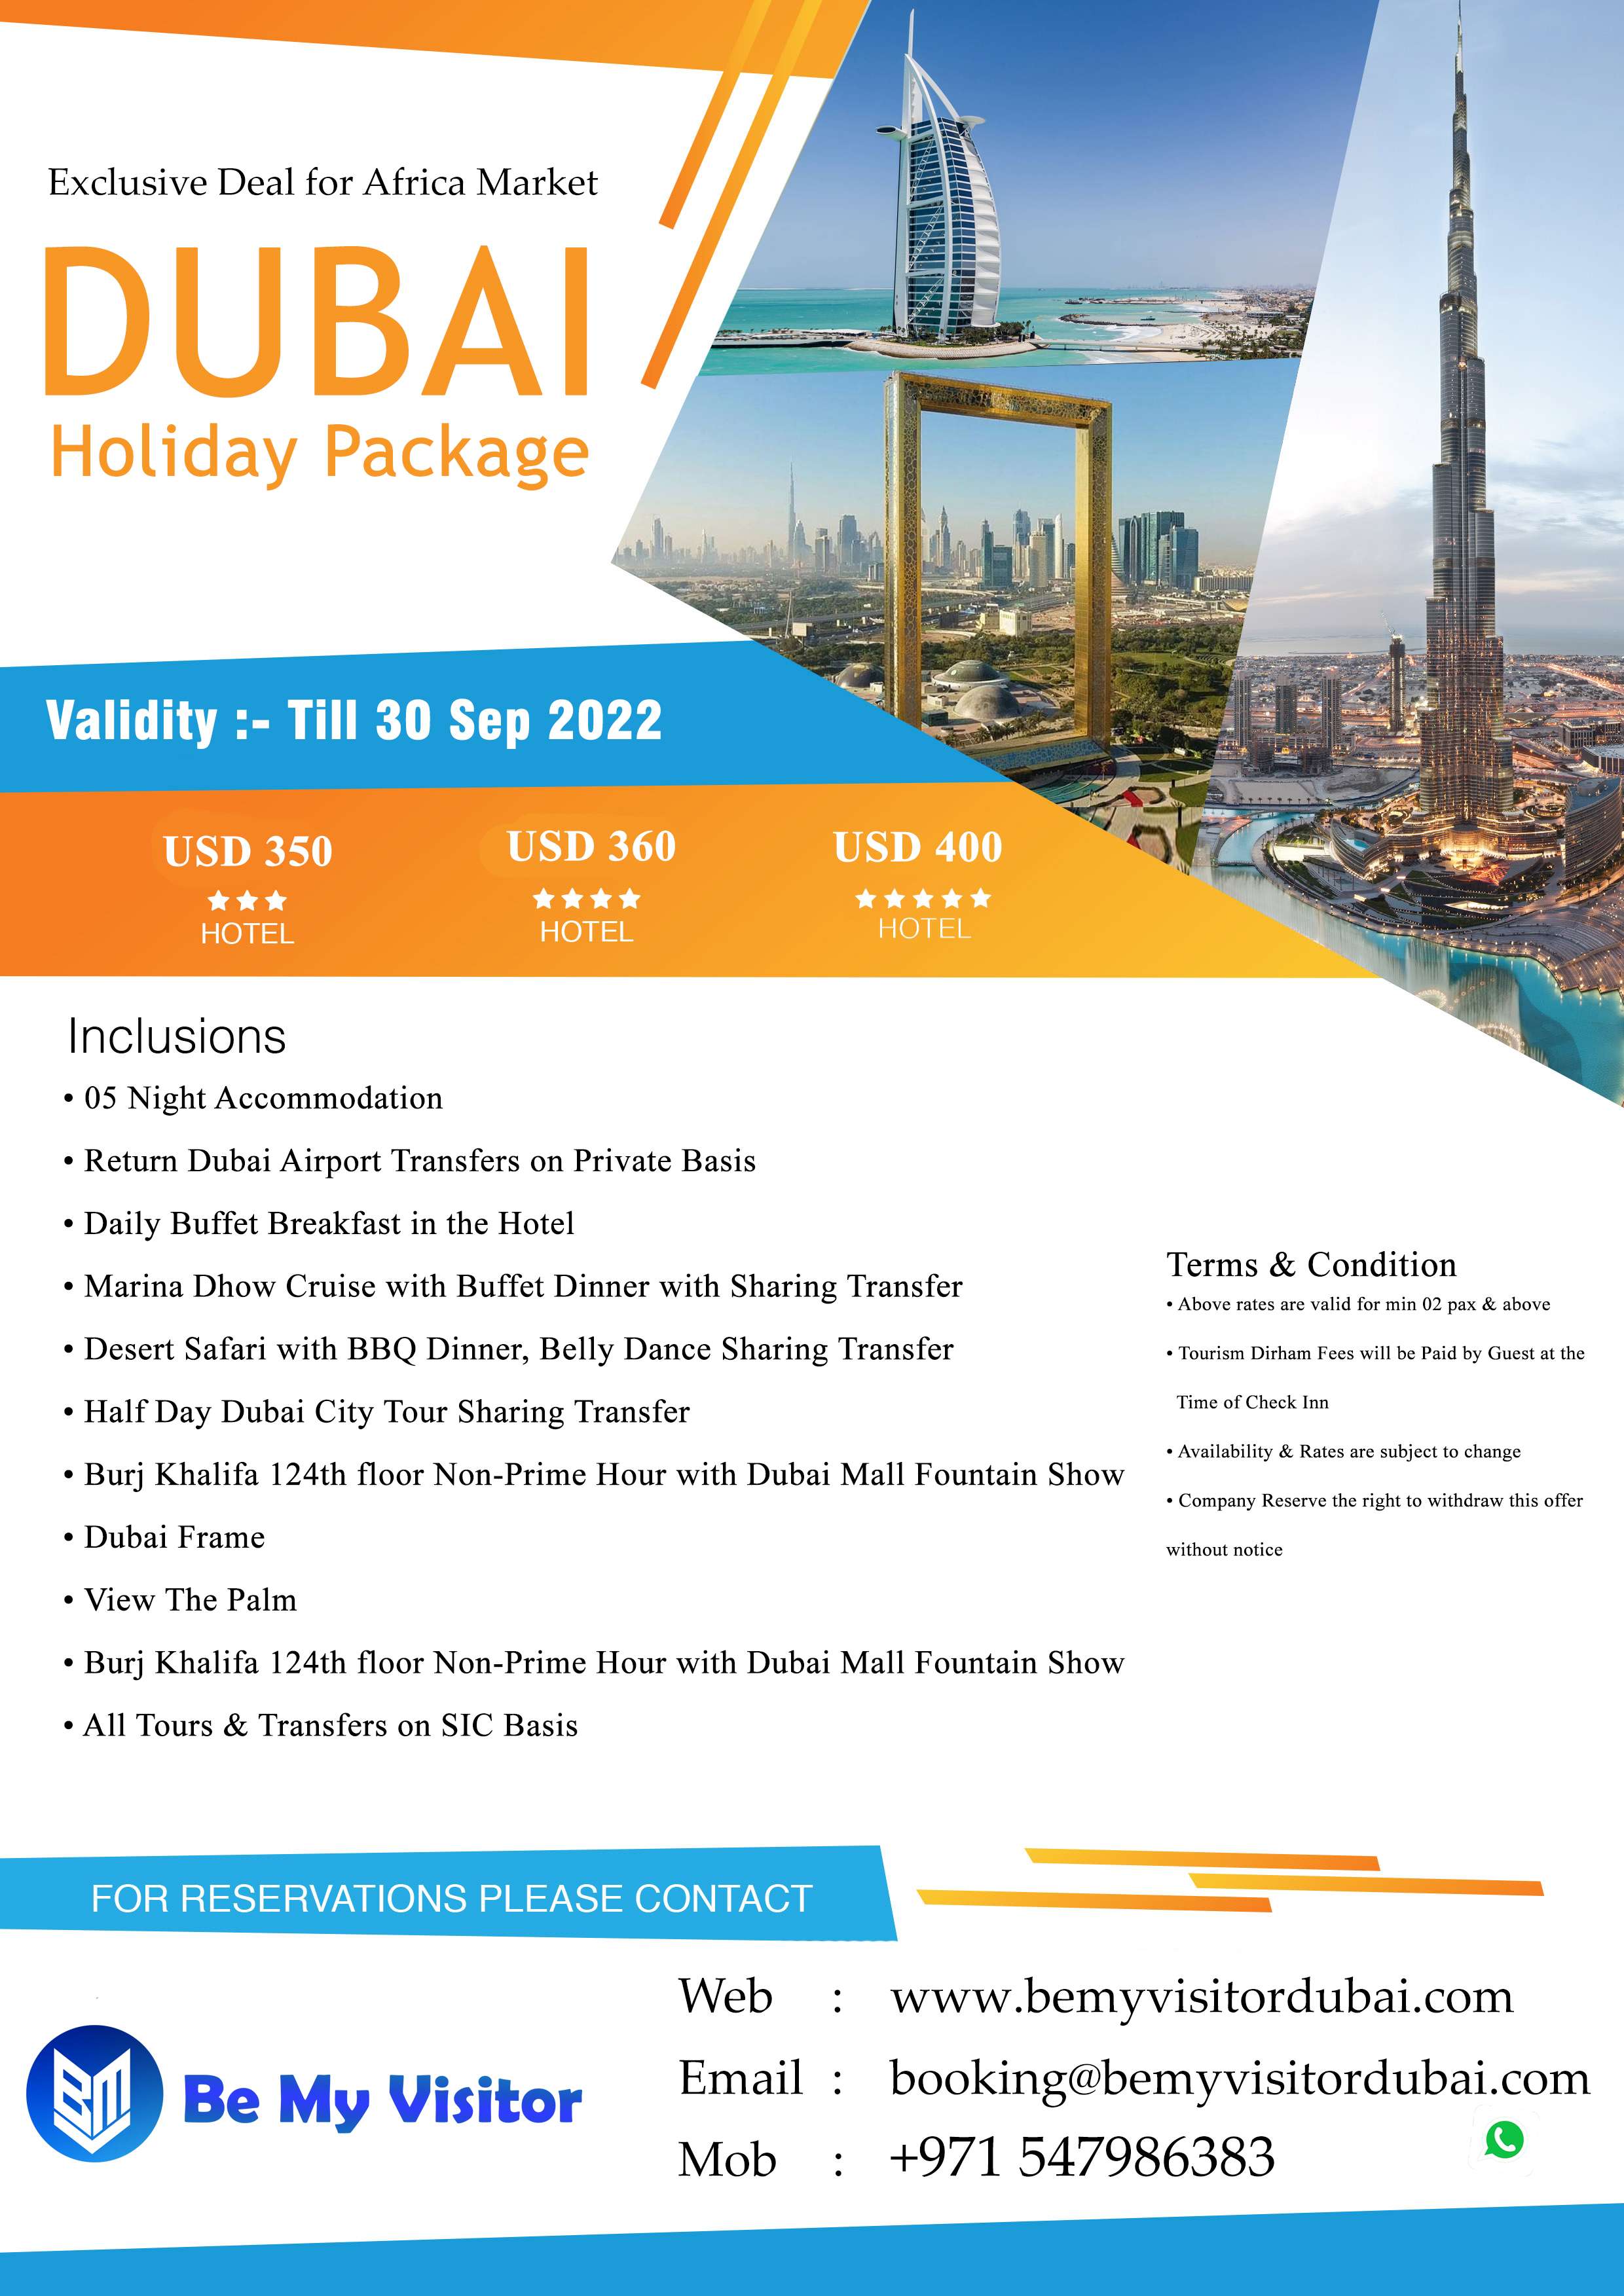 Exclusive Deal for Africa Market
DUBAI
Holiday Package
Validity :- Till 30 Sep 2022
USD 350
HOTEL
USD 360
HOTEL
USD 400
HOTEL
Inclusions
• 05 Night Accommodation
• Return Dubai Airport Transfers on Private Basis
• Daily Buffet Breakfast in the Hotel
• Marina Dhow Cruise with Buffet Dinner with Sharing Transfer
• Desert Safari with BBQ Dinner, Belly Dance Sharing Transfer
• Half Day Dubai City Tour Sharing Transfer
• Burj Khalifa 124th floor Non-Prime Hour with Dubai Mall Fountain Show
• Dubai Frame
• View The Palm
• Burj Khalifa 124th floor Non-Prime Hour with Dubai Mall Fountain Show
• All Tours & Transfers on SIC Basis
Terms & Condition
• Above rates are valid for min 02 pax & above
• Tourism Dirham Fees will be Paid by Guest at the
Time of Check Inn
• Availability & Rates are subject to change
• Company Reserve the right to withdraw this offer
without notice
FOR RESERVATIONS PLEASE CONTACT
BM
Be My Visitor
Web : www.bemyvisitordubai.com
Email : booking@bemyvisitordubai.com
Mob : +971 547986383